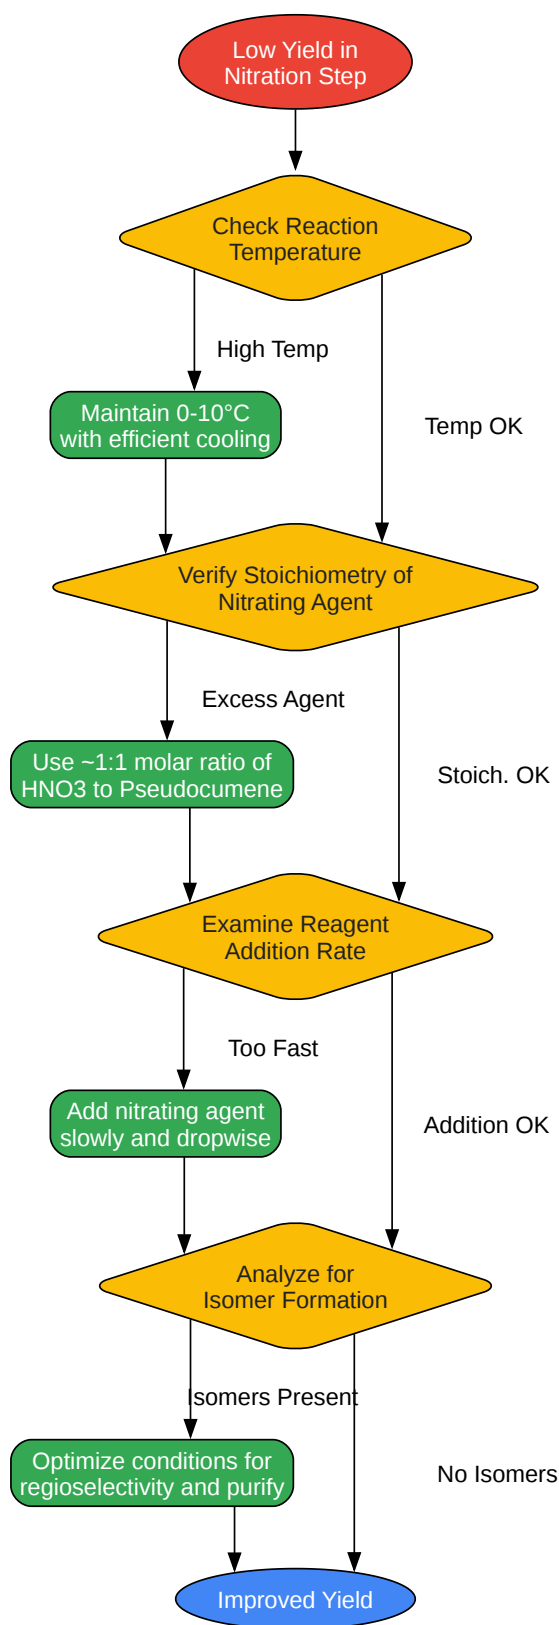 Low Yield in
Nitration Step
Check Reaction
Temperature
High Temp
Maintain 0-10°C
with efficient cooling
Temp OK
Verify Stoichiometry of
Nitrating Agent
Excess Agent
Use ~1:1 molar ratio of
HNO3 to Pseudocumene
Stoich. OK
Examine Reagent
Addition Rate
Too Fast
Add nitrating agent
slowly and dropwise
Addition OK
Analyze for
Isomer Formation
Isomers Present
Optimize conditions for
regioselectivity and purify
No Isomers
Improved Yield